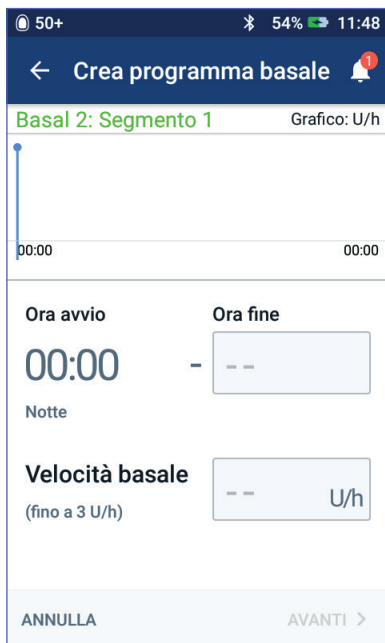 50+ 54% 11:48
Crea programma basale 1
Basal 2: Segmento 1 Grafico: U/h
00:00 00:00
Ora avvio Ora fine
00:00 - --
Notte
Velocità basale
-- U/h
(fino a 3 U/h)
ANNULLA AVANTI